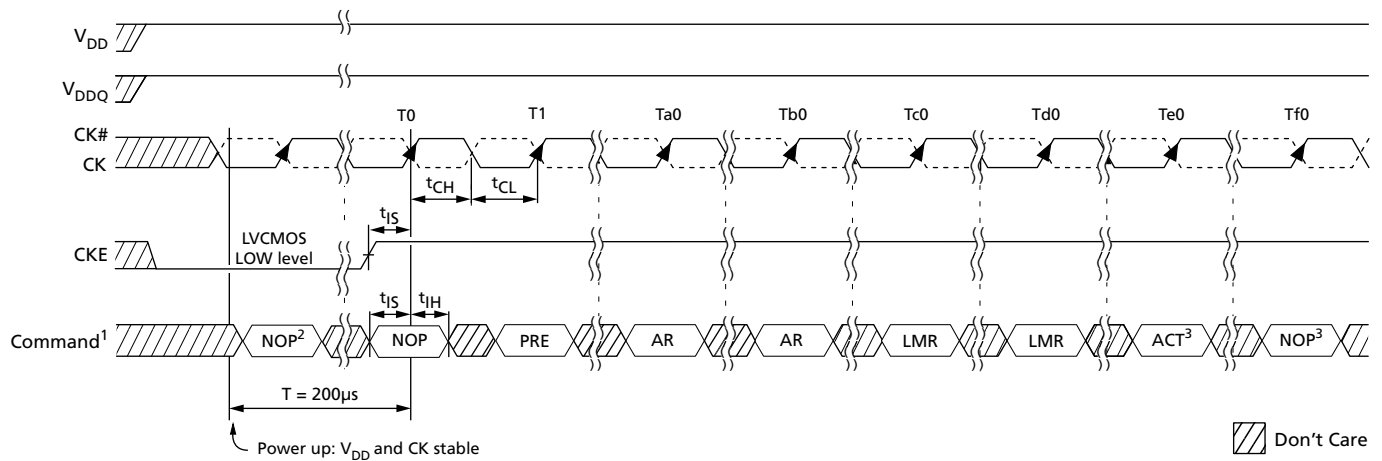 VDD
VDDQ
T0 T1 Ta0 Tb0 Tc0 Td0 Te0 Tf0
CK#
CK
tCH tCL
tIS
LVCMOS
LOW level
CKE
tIS tIH
Command1 NOP2 NOP PRE AR AR LMR LMR ACT3 NOP3
T = 200µs
Power up: VDD and CK stable
Don't Care